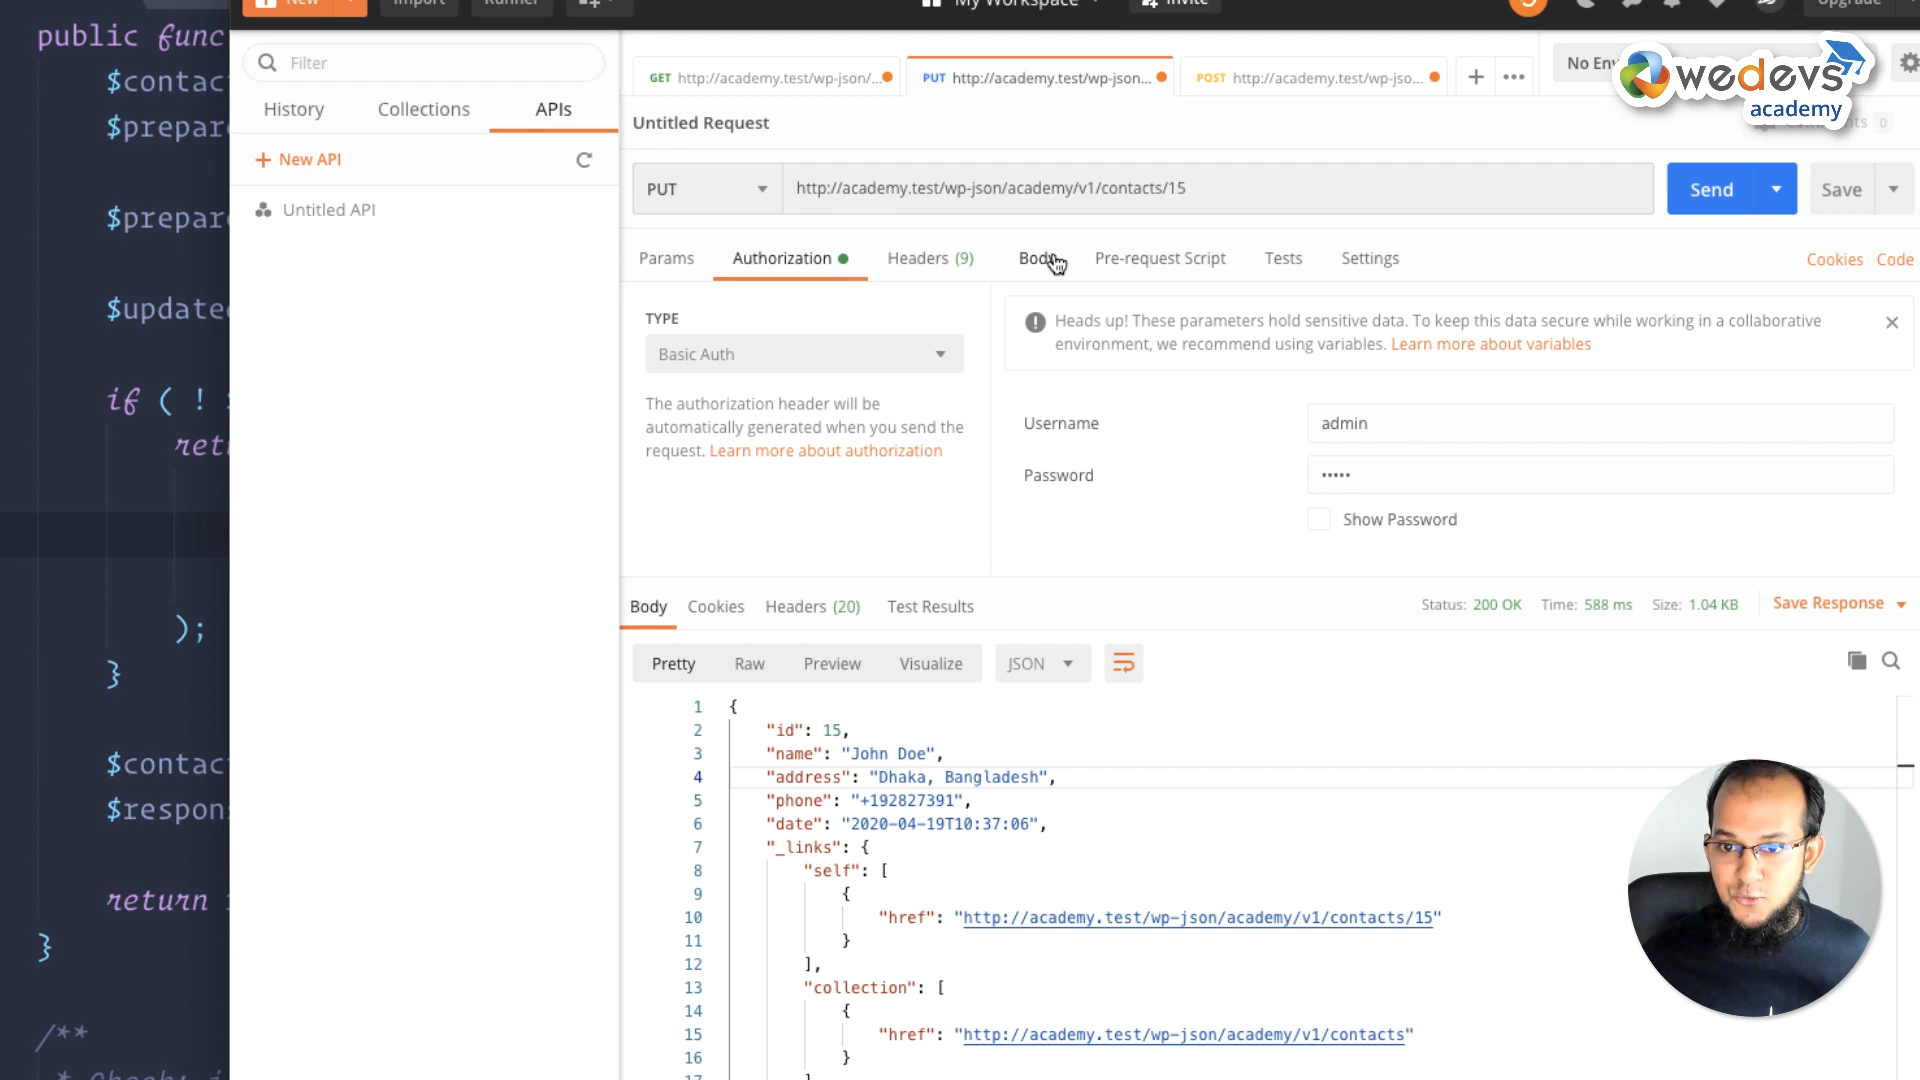 New
Import
Runner
My Workspace
Invite
Upgrade
public func
$contac
$prepar
$prepar
$update
if ( !
ret
);
}
$contac
$respon
return
}
/**
Filter
History
Collections
APIs
+ New API
Untitled API
GET http://academy.test/wp-json/...
PUT http://academy.test/wp-json...
POST http://academy.test/wp-jso...
No En
wedevs
academy
Untitled Request
0
PUT
http://academy.test/wp-json/academy/v1/contacts/15
Send
Save
Params
Authorization
Headers (9)
Body
Pre-request Script
Tests
Settings
Cookies
Code
TYPE
Basic Auth
The authorization header will be
automatically generated when you send the
request. Learn more about authorization
Heads up! These parameters hold sensitive data. To keep this data secure while working in a collaborative
environment, we recommend using variables. Learn more about variables
Username
admin
Password
•••••
Show Password
Body
Cookies
Headers (20)
Test Results
Status: 200 OK
Time: 588 ms
Size: 1.04 KB
Save Response
Pretty
Raw
Preview
Visualize
JSON
1 {
2 "id": 15,
3 "name": "John Doe",
4 "address": "Dhaka, Bangladesh",
5 "phone": "+192827391",
6 "date": "2020-04-19T10:37:06",
7 "_links": {
8 "self": [
9 {
10 "href": "http://academy.test/wp-json/academy/v1/contacts/15"
11 }
12 ],
13 "collection": [
14 {
15 "href": "http://academy.test/wp-json/academy/v1/contacts"
16 }